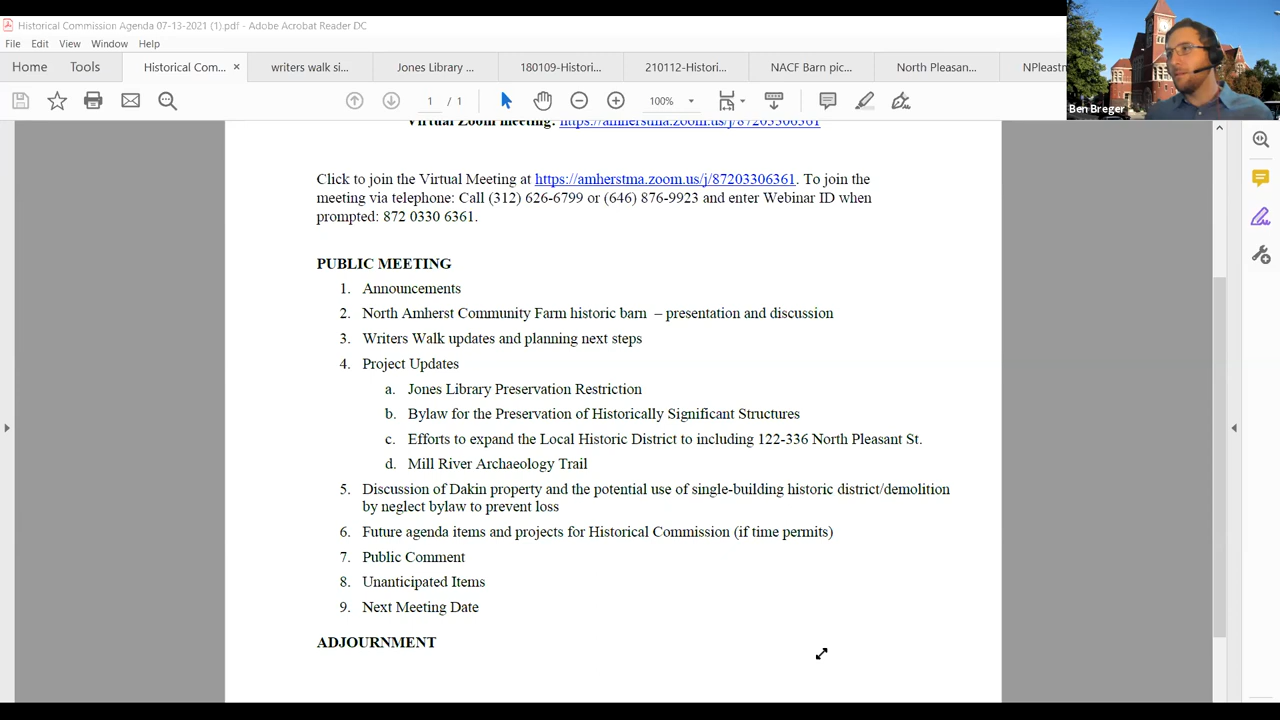 Historical Commission Agenda 07-13-2021 (1).pdf - Adobe Acrobat Reader DC
File Edit View Window Help
Home Tools Historical Com... × writers walk si... Jones Library ... 180109-Histori... 210112-Histori... NACF Barn pic... North Pleasan... NPleastn
1 / 1 100%
Ben Breger
Virtual Zoom meeting: https://amherstma.zoom.us/j/87203306361
Click to join the Virtual Meeting at https://amherstma.zoom.us/j/87203306361. To join the
meeting via telephone: Call (312) 626-6799 or (646) 876-9923 and enter Webinar ID when
prompted: 872 0330 6361.
PUBLIC MEETING
1. Announcements
2. North Amherst Community Farm historic barn – presentation and discussion
3. Writers Walk updates and planning next steps
4. Project Updates
a. Jones Library Preservation Restriction
b. Bylaw for the Preservation of Historically Significant Structures
c. Efforts to expand the Local Historic District to including 122-336 North Pleasant St.
d. Mill River Archaeology Trail
5. Discussion of Dakin property and the potential use of single-building historic district/demolition
by neglect bylaw to prevent loss
6. Future agenda items and projects for Historical Commission (if time permits)
7. Public Comment
8. Unanticipated Items
9. Next Meeting Date
ADJOURNMENT